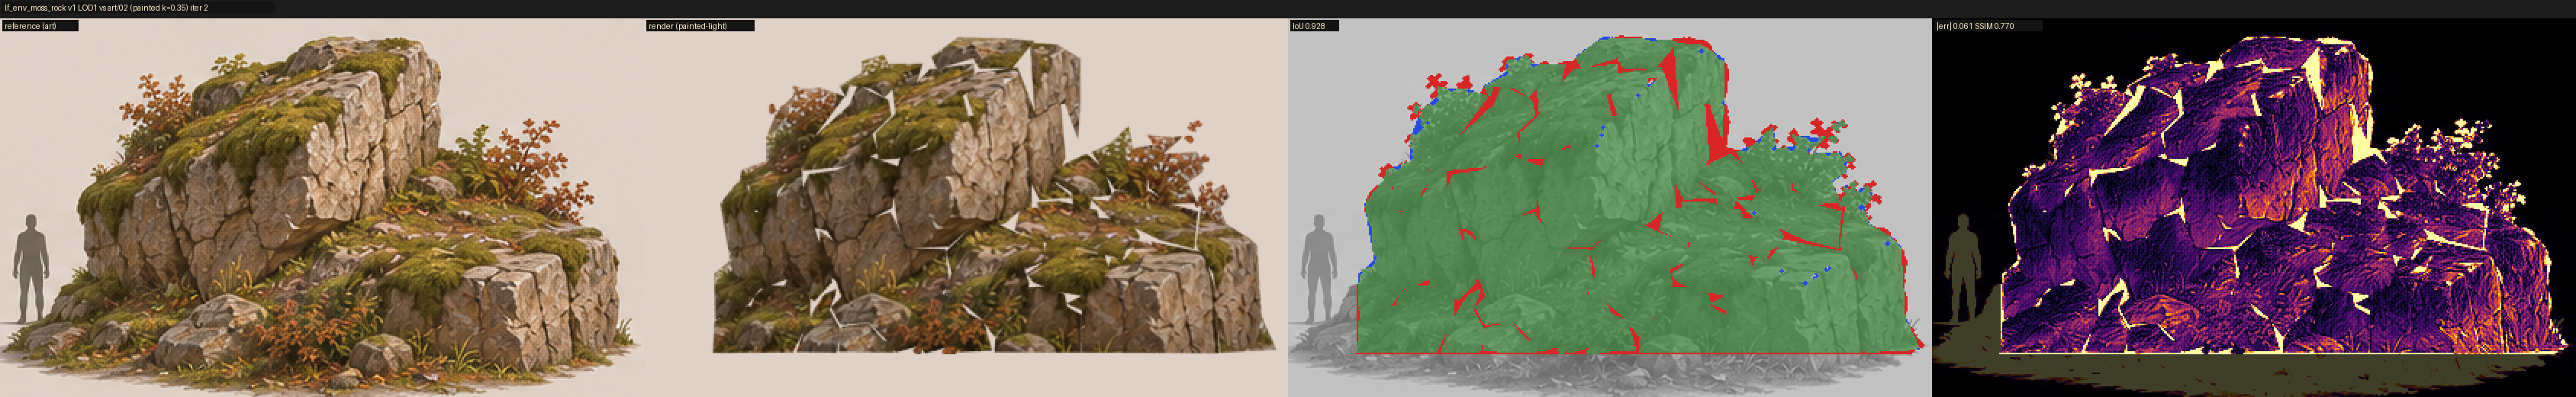 tf_env_moss_rock v1 LOD1 vs art/02 (painted k=0.35) iter 2
reference (art)
render (painted-light)
IoU 0.928
|err| 0.061 SSIM 0.770